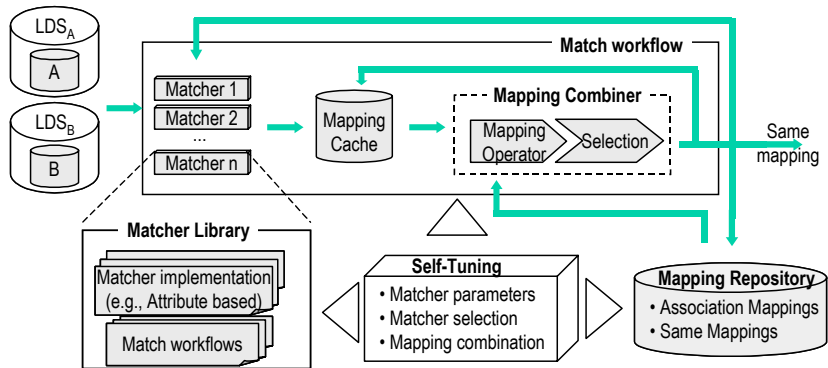 LDSA
A
LDSB
B
Match workflow
Matcher 1
Matcher 2
...
Matcher n
Mapping
Cache
Mapping Combiner
Mapping
Operator
Selection
Same
mapping
Matcher Library
Matcher implementation
(e.g., Attribute based)
Match workflows
Self-Tuning
• Matcher parameters
• Matcher selection
• Mapping combination
Mapping Repository
• Association Mappings
• Same Mappings